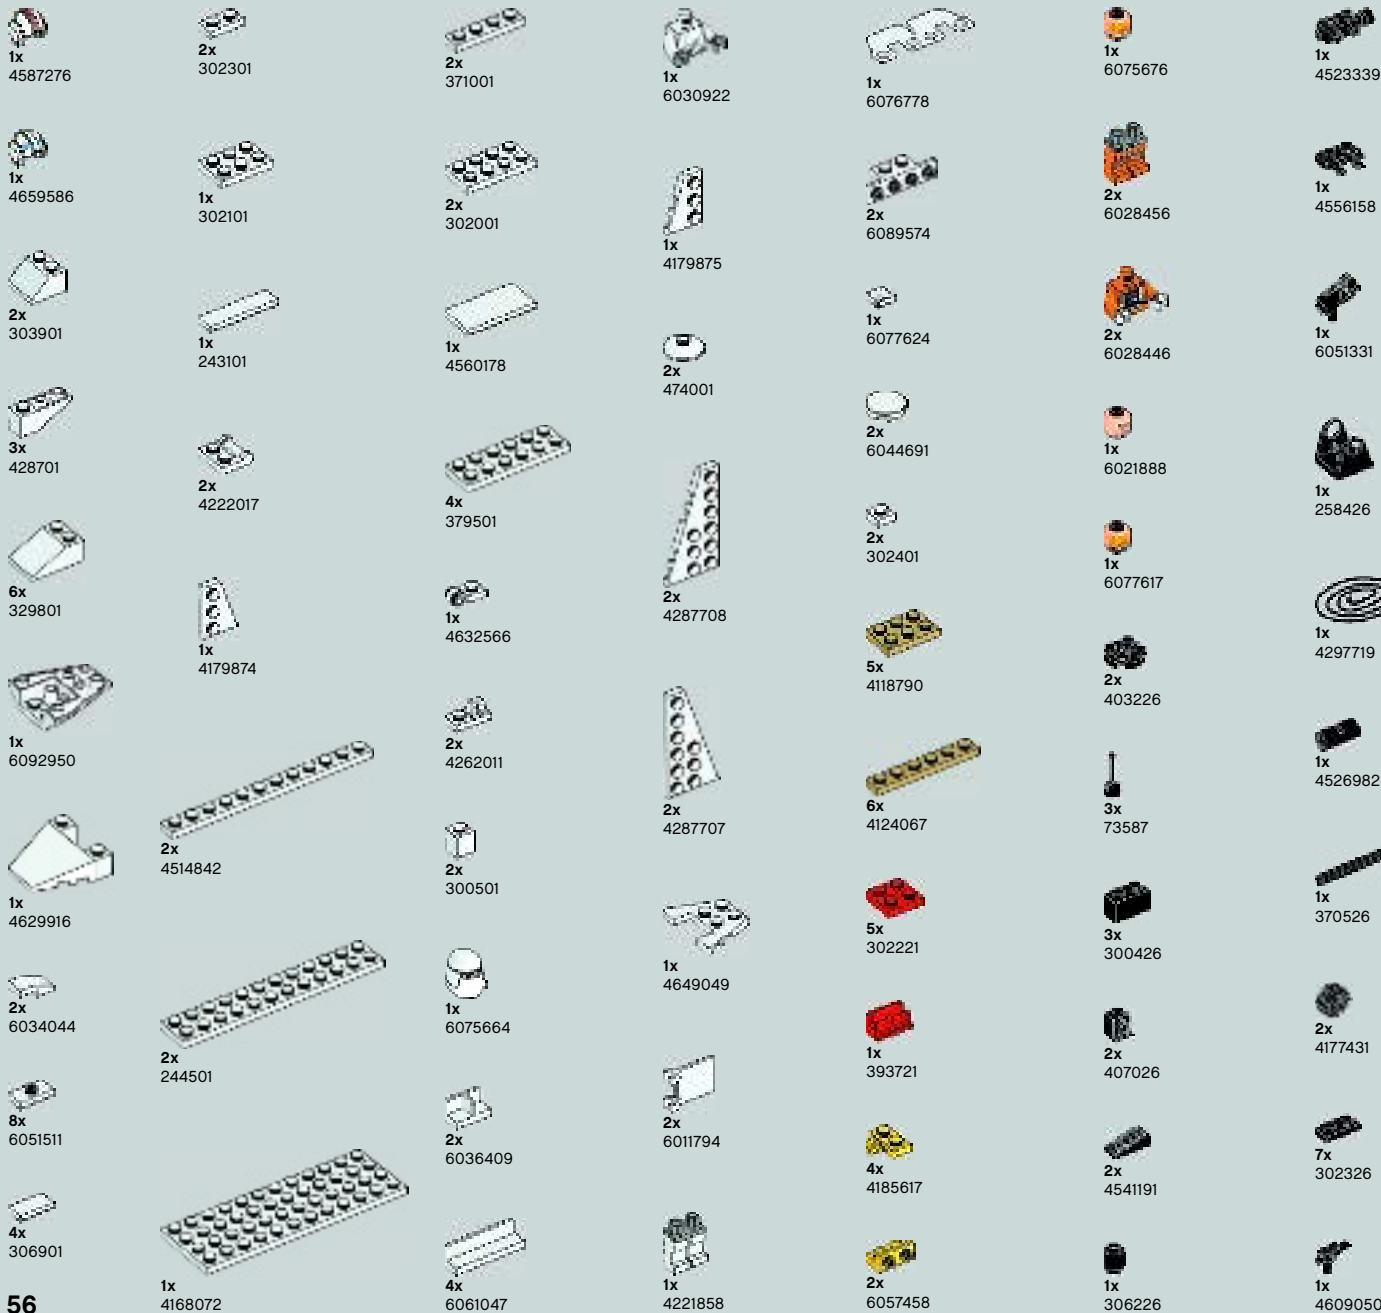 1x
4587276
1x
4659586
2x
303901
3x
428701
6x
329801
1x
6092950
1x
4629916
2x
6034044
8x
6051511
4x
306901
2x
302301
1x
302101
1x
243101
2x
4222017
1x
4179874
2x
4514842
2x
244501
1x
4168072
2x
371001
2x
302001
1x
4560178
4x
379501
1x
4632566
2x
4262011
2x
300501
1x
6075664
2x
6036409
4x
6061047
1x
6030922
1x
4179875
2x
474001
2x
4287708
2x
4287707
1x
4649049
2x
6011794
1x
4221858
1x
6076778
2x
6089574
1x
6077624
2x
6044691
2x
302401
5x
4118790
6x
4124067
5x
302221
1x
393721
4x
4185617
2x
6057458
1x
6075676
2x
6028456
2x
6028446
1x
6021888
1x
6077617
2x
403226
3x
73587
3x
300426
2x
407026
2x
4541191
1x
306226
1x
4523339
1x
4556158
1x
6051331
1x
258426
1x
4297719
1x
4526982
1x
370526
2x
4177431
7x
302326
1x
4609050
56